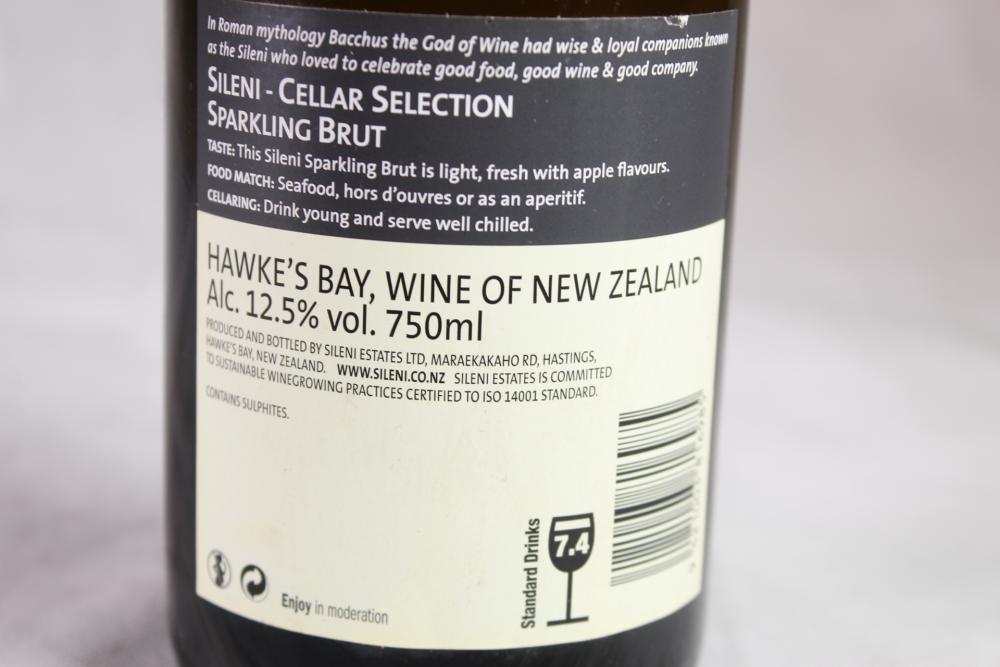 In Roman mythology Bacchus the God of Wine had wise & loyal companions known
as the Sileni who loved to celebrate good food, good wine & good company.
SILENI - CELLAR SELECTION
SPARKLING BRUT
TASTE: This Sileni Sparkling Brut is light, fresh with apple flavours.
FOOD MATCH: Seafood, hors d'ouvres or as an aperitif.
CELLARING: Drink young and serve well chilled.
HAWKE'S BAY, WINE OF NEW ZEALAND
Alc. 12.5% vol. 750ml
PRODUCED AND BOTTLED BY SILENI ESTATES LTD, MARAEKAKAHO RD, HASTINGS,
HAWKE'S BAY, NEW ZEALAND. WWW.SILENI.CO.NZ SILENI ESTATES IS COMMITTED
TO SUSTAINABLE WINEGROWING PRACTICES CERTIFIED TO ISO 14001 STANDARD.
CONTAINS SULPHITES.
Standard Drinks
7.4
Enjoy in moderation